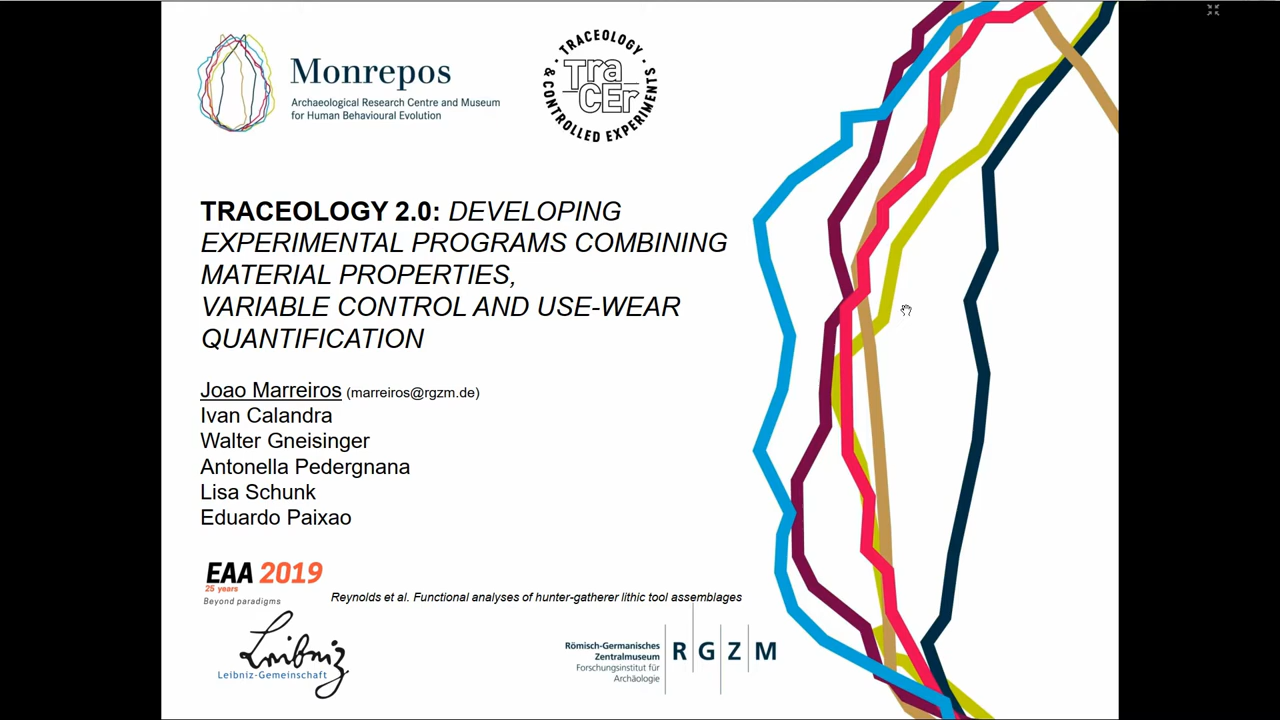 Monrepos
Archaeological Research Centre and Museum
for Human Behavioural Evolution
TRACEOLOGY
& CONTROLLED EXPERIMENTS
Tra
CEr
TRACEOLOGY 2.0: DEVELOPING
EXPERIMENTAL PROGRAMS COMBINING
MATERIAL PROPERTIES,
VARIABLE CONTROL AND USE-WEAR
QUANTIFICATION
Joao Marreiros (marreiros@rgzm.de)
Ivan Calandra
Walter Gneisinger
Antonella Pedergnana
Lisa Schunk
Eduardo Paixao
EAA 2019
25 years
Beyond paradigms
Reynolds et al. Functional analyses of hunter-gatherer lithic tool assemblages
Leibniz
Leibniz-Gemeinschaft
Römisch-Germanisches
Zentralmuseum
Forschungsinstitut für
Archäologie
R G Z M